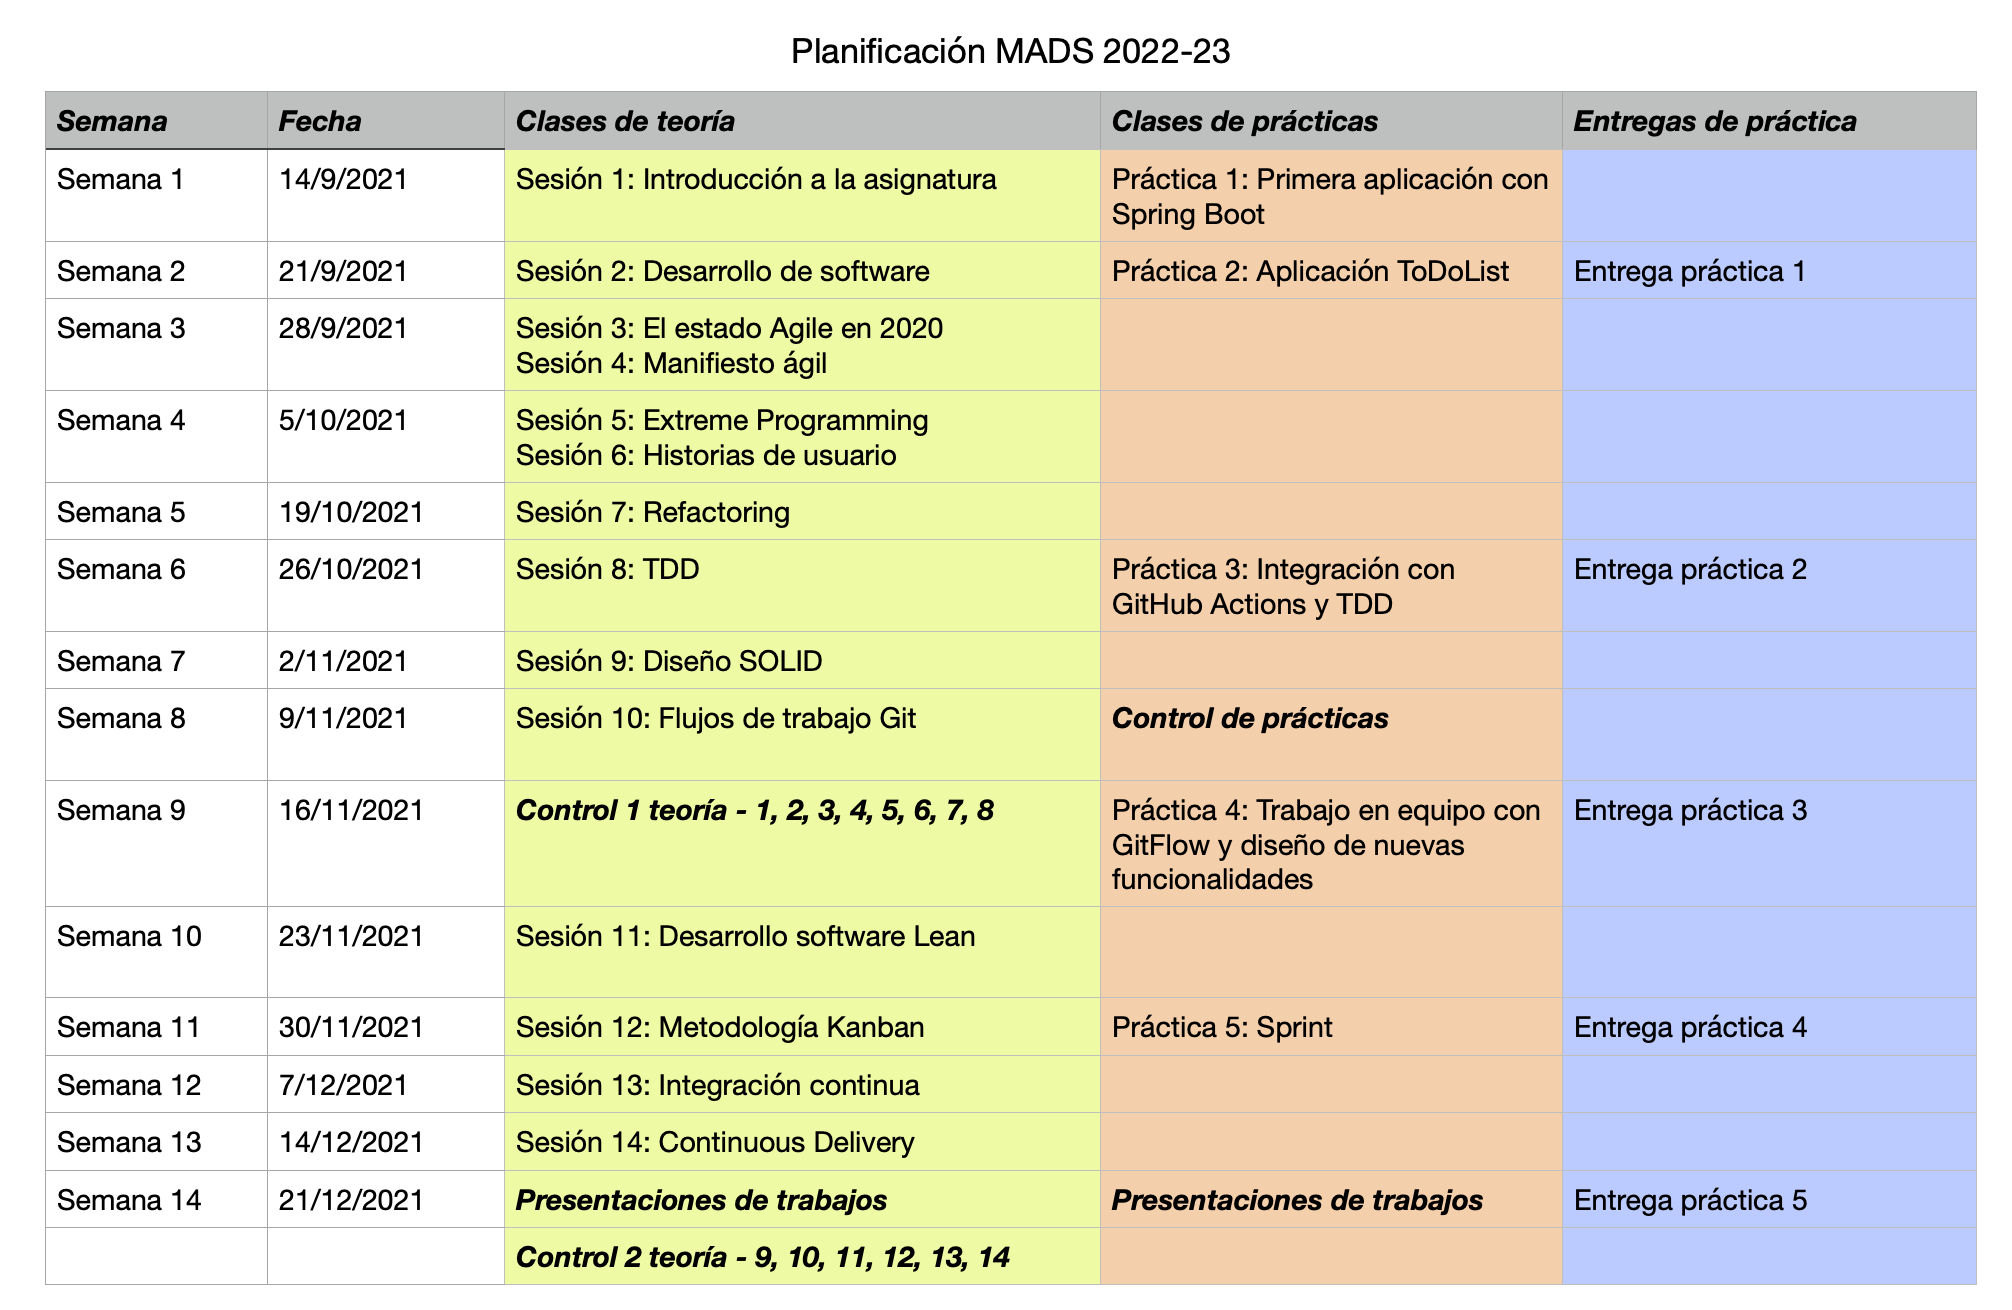 Planificación MADS 2022-23
Semana Fecha Clases de teoría Clases de prácticas Entregas de práctica
Semana 1 14/9/2021 Sesión 1: Introducción a la asignatura Práctica 1: Primera aplicación con
Spring Boot
Semana 2 21/9/2021 Sesión 2: Desarrollo de software Práctica 2: Aplicación ToDoList Entrega práctica 1
Semana 3 28/9/2021 Sesión 3: El estado Agile en 2020
Sesión 4: Manifiesto ágil
Semana 4 5/10/2021 Sesión 5: Extreme Programming
Sesión 6: Historias de usuario
Semana 5 19/10/2021 Sesión 7: Refactoring
Semana 6 26/10/2021 Sesión 8: TDD Práctica 3: Integración con Entrega práctica 2
GitHub Actions y TDD
Semana 7 2/11/2021 Sesión 9: Diseño SOLID
Semana 8 9/11/2021 Sesión 10: Flujos de trabajo Git Control de prácticas
Semana 9 16/11/2021 Control 1 teoría - 1, 2, 3, 4, 5, 6, 7, 8 Práctica 4: Trabajo en equipo con Entrega práctica 3
GitFlow y diseño de nuevas
funcionalidades
Semana 10 23/11/2021 Sesión 11: Desarrollo software Lean
Semana 11 30/11/2021 Sesión 12: Metodología Kanban Práctica 5: Sprint Entrega práctica 4
Semana 12 7/12/2021 Sesión 13: Integración continua
Semana 13 14/12/2021 Sesión 14: Continuous Delivery
Semana 14 21/12/2021 Presentaciones de trabajos Presentaciones de trabajos Entrega práctica 5
Control 2 teoría - 9, 10, 11, 12, 13, 14